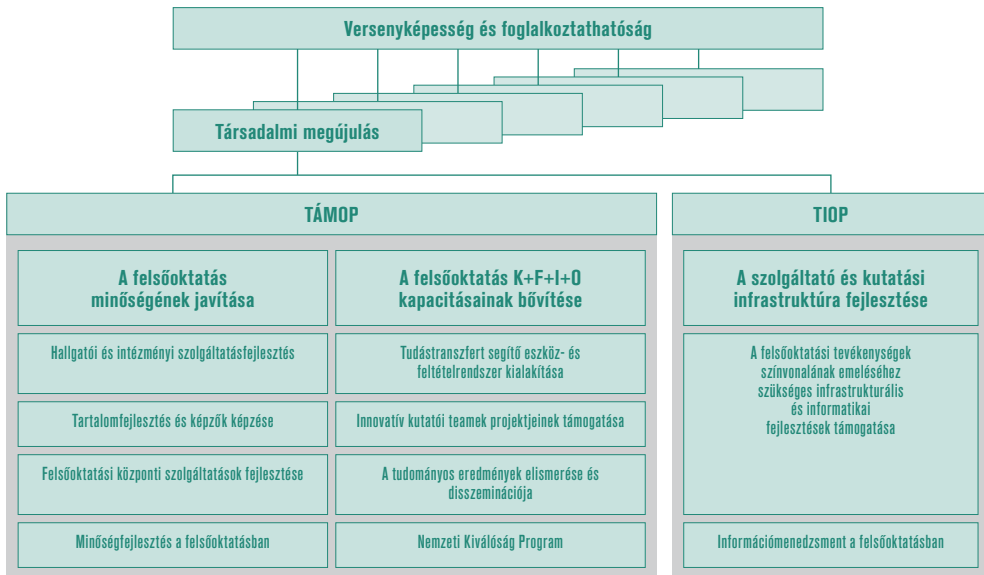 Versenyképesség és foglalkoztathatóság
Társadalmi megújulás
TÁMOP
A felsőoktatás
minőségének javítása
Hallgatói és intézményi szolgáltatásfejlesztés
Tartalomfejlesztés és képzők képzése
Felsőoktatási központi szolgáltatások fejlesztése
Minőségfejlesztés a felsőoktatásban
A felsőoktatás K+F+I+O
kapacitásainak bővítése
Tudástranszfert segítő eszköz- és
feltételrendszer kialakítása
Innovatív kutatói teamek projektjeinek támogatása
A tudományos eredmények elismerése és
disszeminációja
Nemzeti Kiválóság Program
TIOP
A szolgáltató és kutatási
infrastruktúra fejlesztése
A felsőoktatási tevékenységek
színvonalának emeléséhez
szükséges infrastrukturális
és informatikai
fejlesztések támogatása
Információmenedzsment a felsőoktatásban